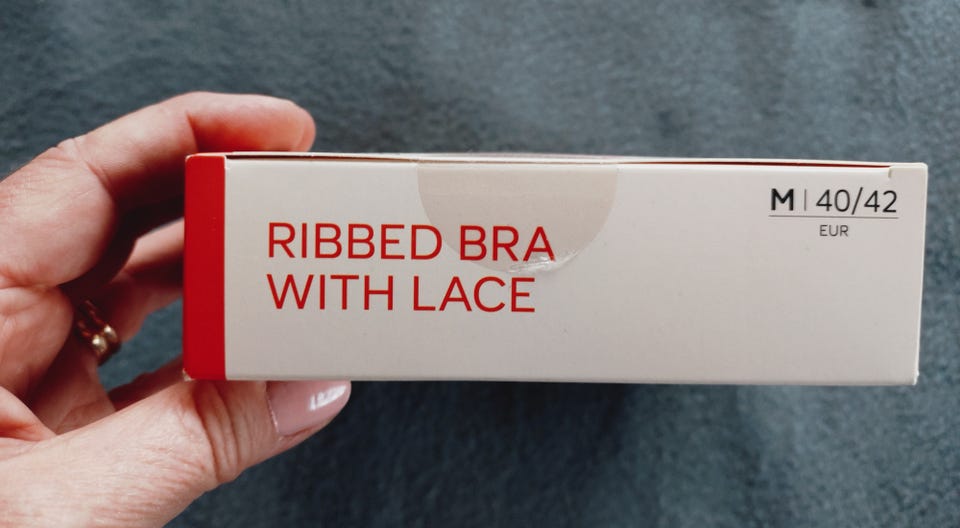 RIBBED BRA
WITH LACE
M | 40/42
EUR